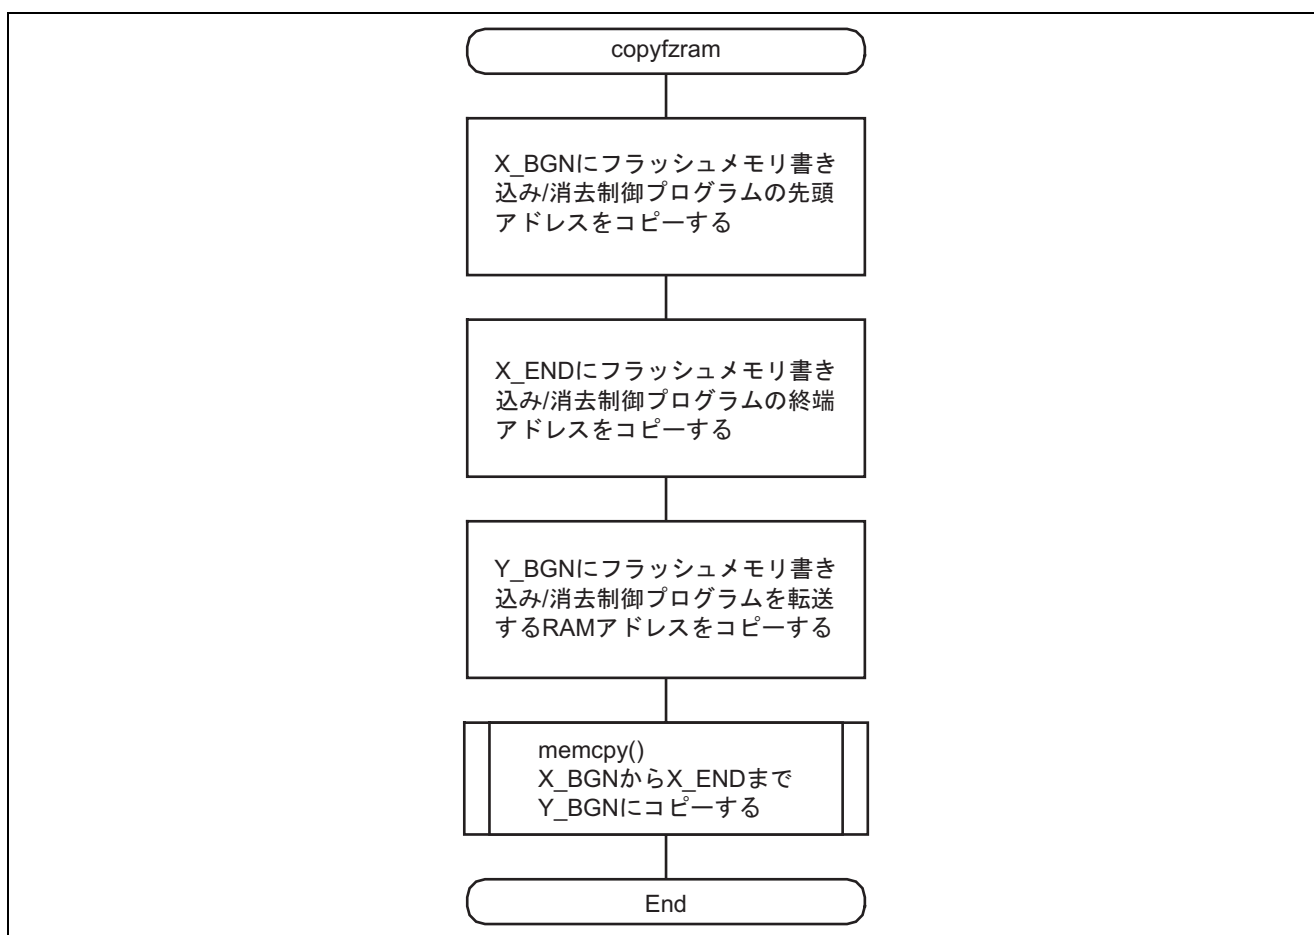 copyfzram
X_BGNにフラッシュメモリ書き
込み/消去制御プログラムの先頭
アドレスをコピーする
X_ENDにフラッシュメモリ書き
込み/消去制御プログラムの終端
アドレスをコピーする
Y_BGNにフラッシュメモリ書き
込み/消去制御プログラムを転送
するRAMアドレスをコピーする
memcpy()
X_BGNからX_ENDまで
Y_BGNにコピーする
End